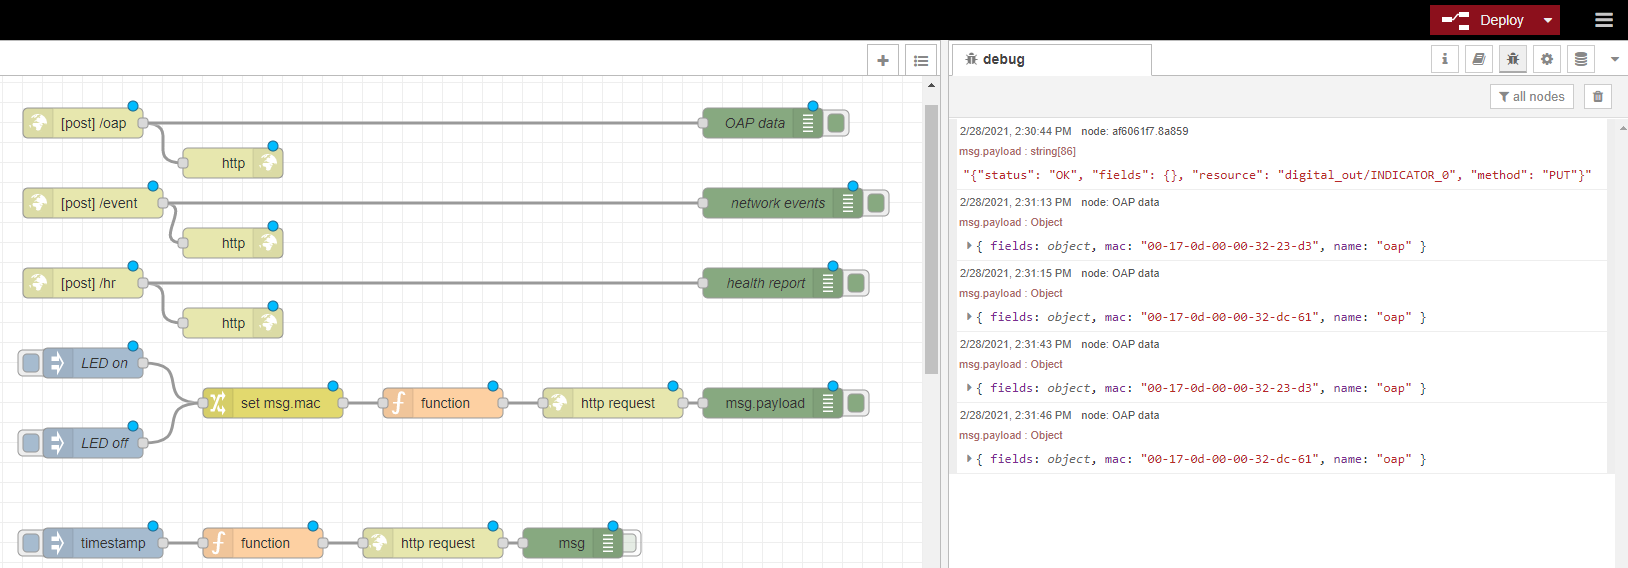 Deploy
debug
all nodes
[post] /oap
OAP data
http
[post] /event
network events
http
[post] /hr
health report
http
LED on
set msg.mac
function
http request
msg.payload
LED off
timestamp
function
http request
msg
2/28/2021, 2:30:44 PM node: af6061f7.8a859
msg.payload : string[86]
"{"status": "OK", "fields": {}, "resource": "digital_out/INDICATOR_0", "method": "PUT"}"
2/28/2021, 2:31:13 PM node: OAP data
msg.payload : Object
{ fields: object, mac: "00-17-0d-00-00-32-23-d3", name: "oap" }
2/28/2021, 2:31:15 PM node: OAP data
msg.payload : Object
{ fields: object, mac: "00-17-0d-00-00-32-dc-61", name: "oap" }
2/28/2021, 2:31:43 PM node: OAP data
msg.payload : Object
{ fields: object, mac: "00-17-0d-00-00-32-23-d3", name: "oap" }
2/28/2021, 2:31:46 PM node: OAP data
msg.payload : Object
{ fields: object, mac: "00-17-0d-00-00-32-dc-61", name: "oap" }